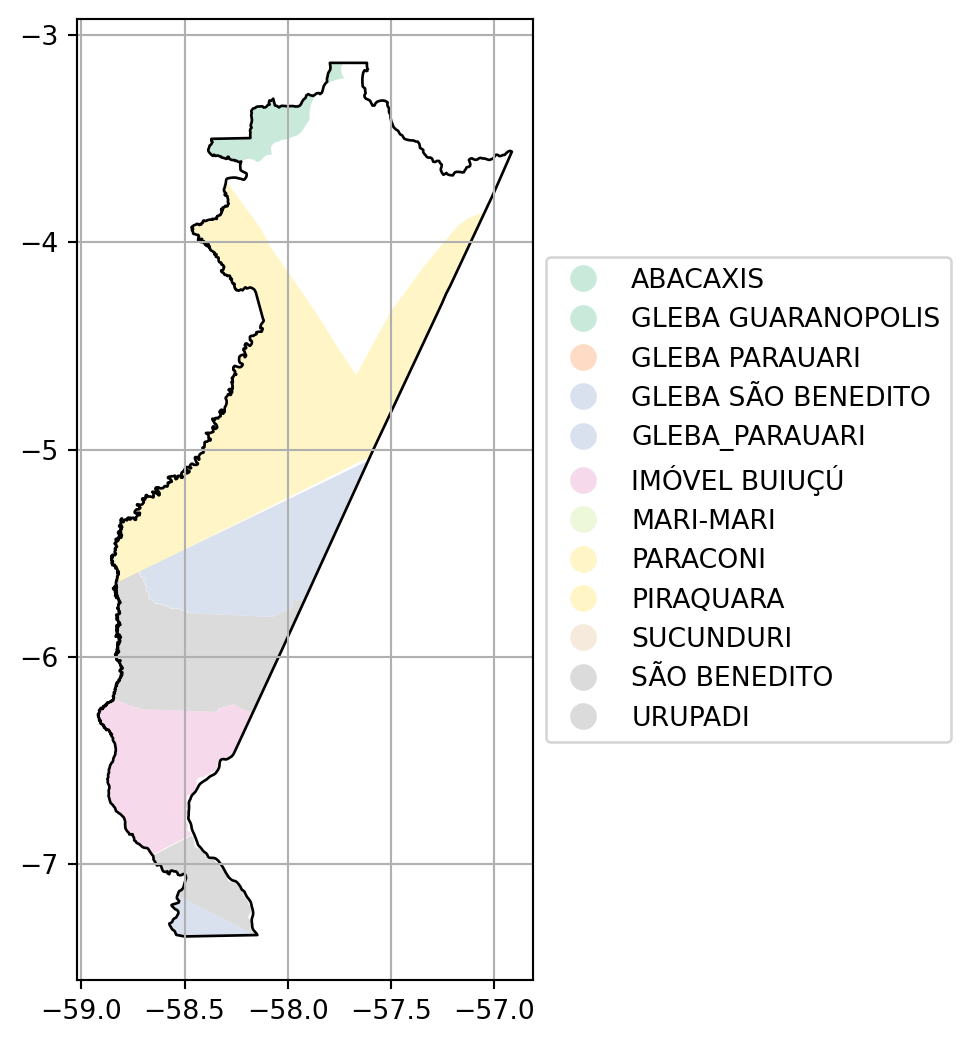 −3
−4
−5
−6
−7
−59.0 −58.5 −58.0 −57.5 −57.0
ABACAXIS
GLEBA GUARANOPOLIS
GLEBA PARAUARI
GLEBA SÃO BENEDITO
GLEBA_PARAUARI
IMÓVEL BUIUÇÚ
MARI-MARI
PARACONI
PIRAQUARA
SUCUNDURI
SÃO BENEDITO
URUPADI